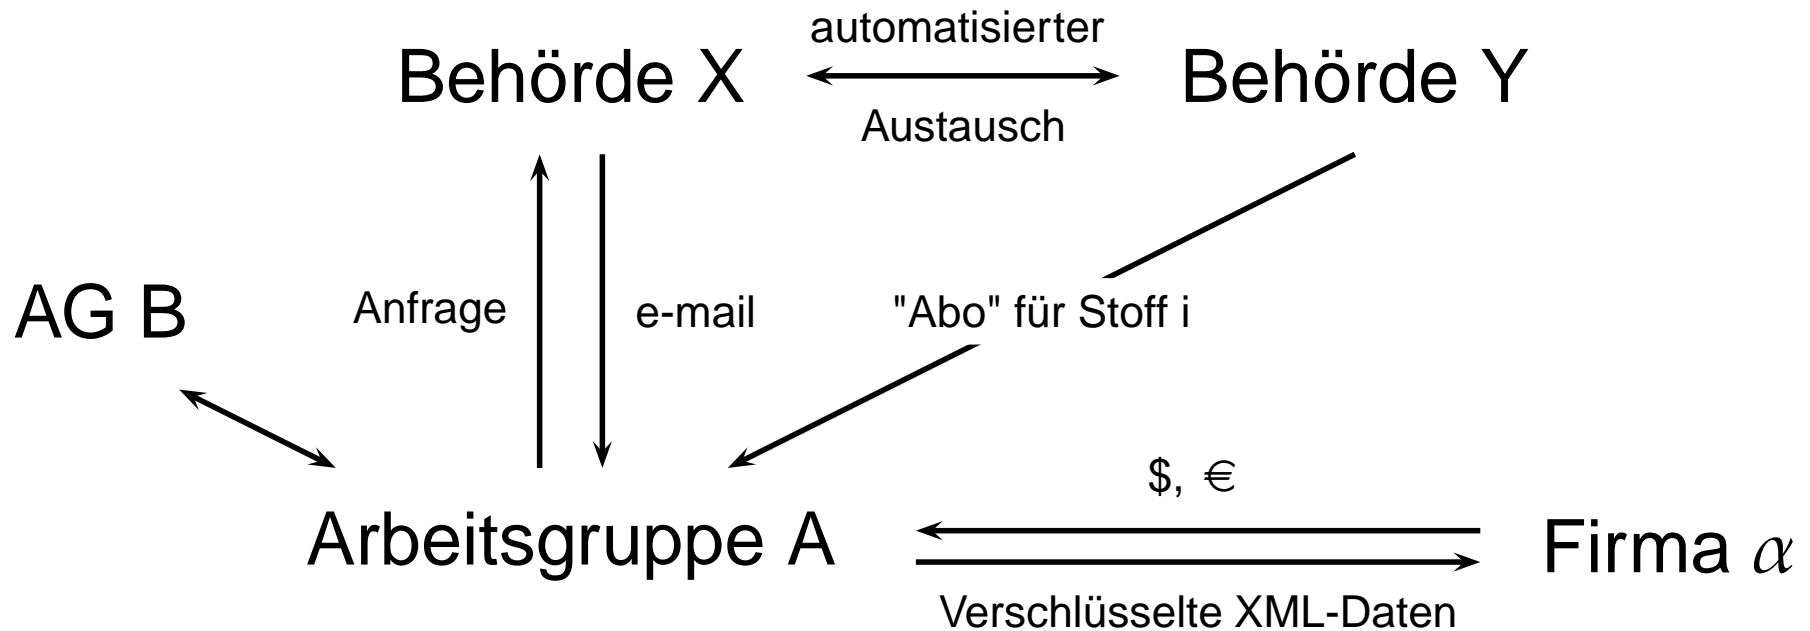 automatisierter
Behörde X
Behörde Y
Austausch
AG B
Anfrage
e-mail
"Abo" für Stoff i
$, €
Arbeitsgruppe A
Firma α
Verschlüsselte XML-Daten